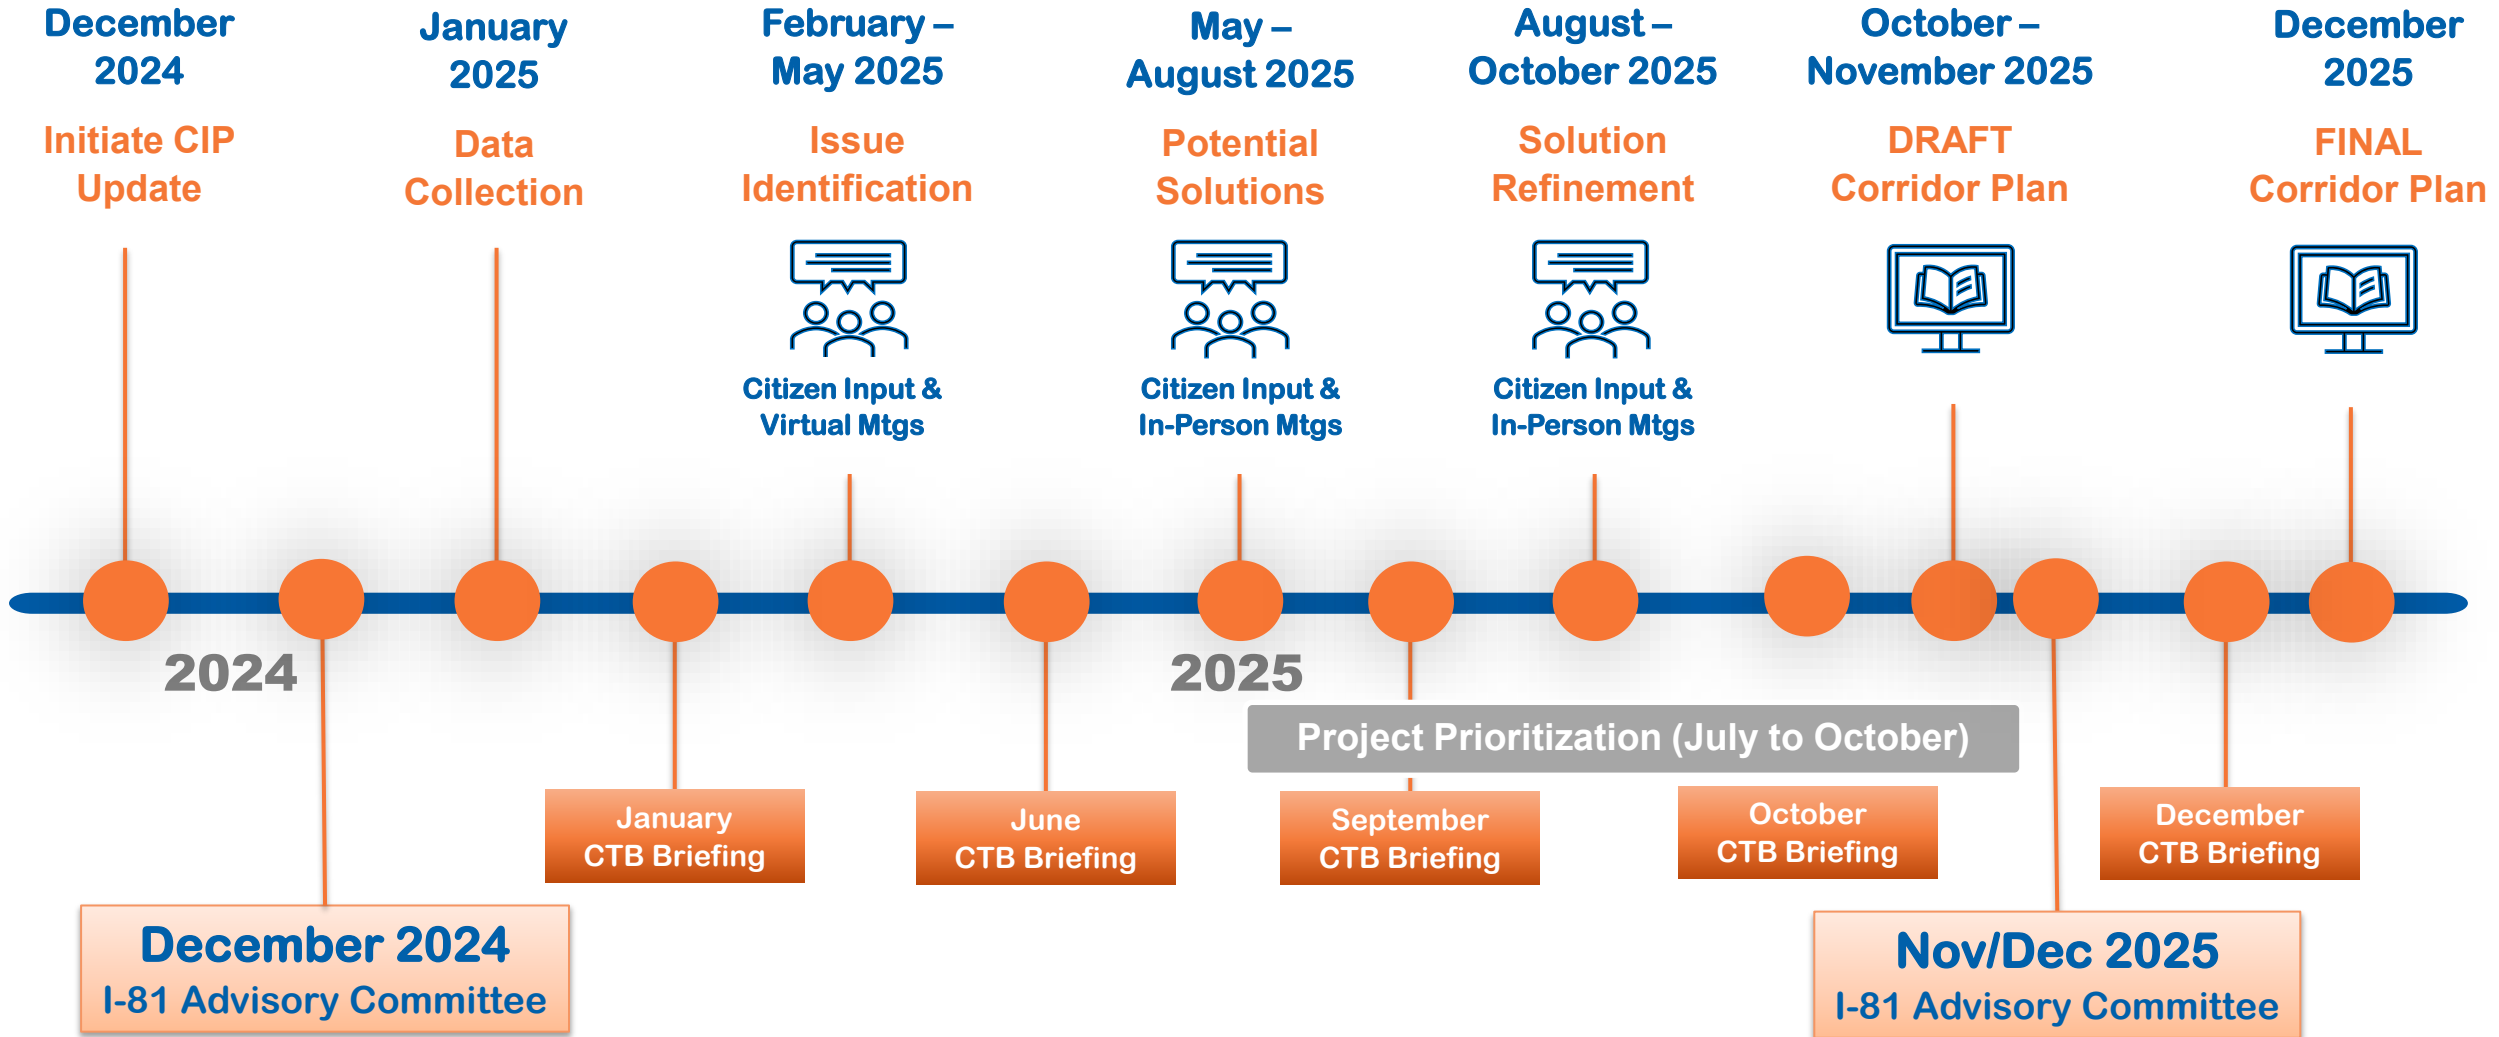 December
2024
Initiate CIP
Update
January
2025
Data
Collection
February –
May 2025
Issue
Identification
Citizen Input &
Virtual Mtgs
May –
August 2025
Potential
Solutions
Citizen Input &
In-Person Mtgs
August –
October 2025
Solution
Refinement
Citizen Input &
In-Person Mtgs
October –
November 2025
DRAFT
Corridor Plan
December
2025
FINAL
Corridor Plan
2024
2025
Project Prioritization (July to October)
January
CTB Briefing
June
CTB Briefing
September
CTB Briefing
October
CTB Briefing
December
CTB Briefing
December 2024
I-81 Advisory Committee
Nov/Dec 2025
I-81 Advisory Committee